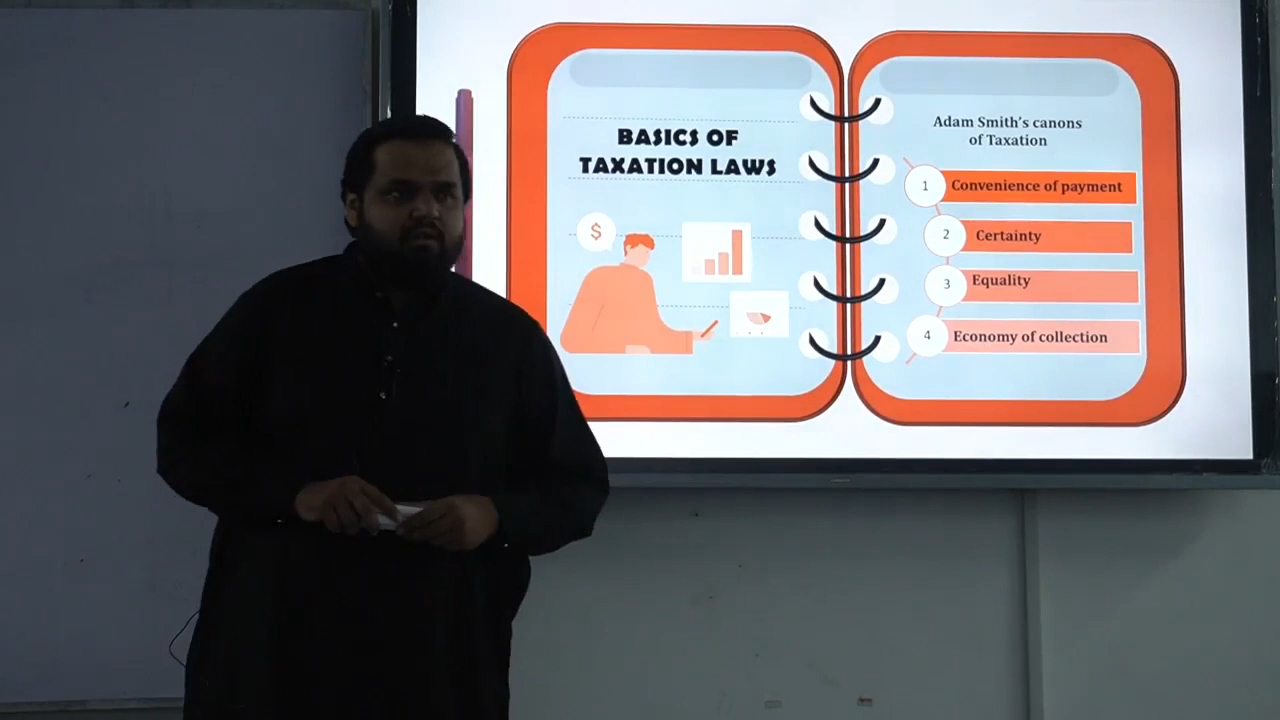 BASICS OF
TAXATION LAWS
$
Adam Smith's canons
of Taxation
1 Convenience of payment
2 Certainty
3 Equality
4 Economy of collection